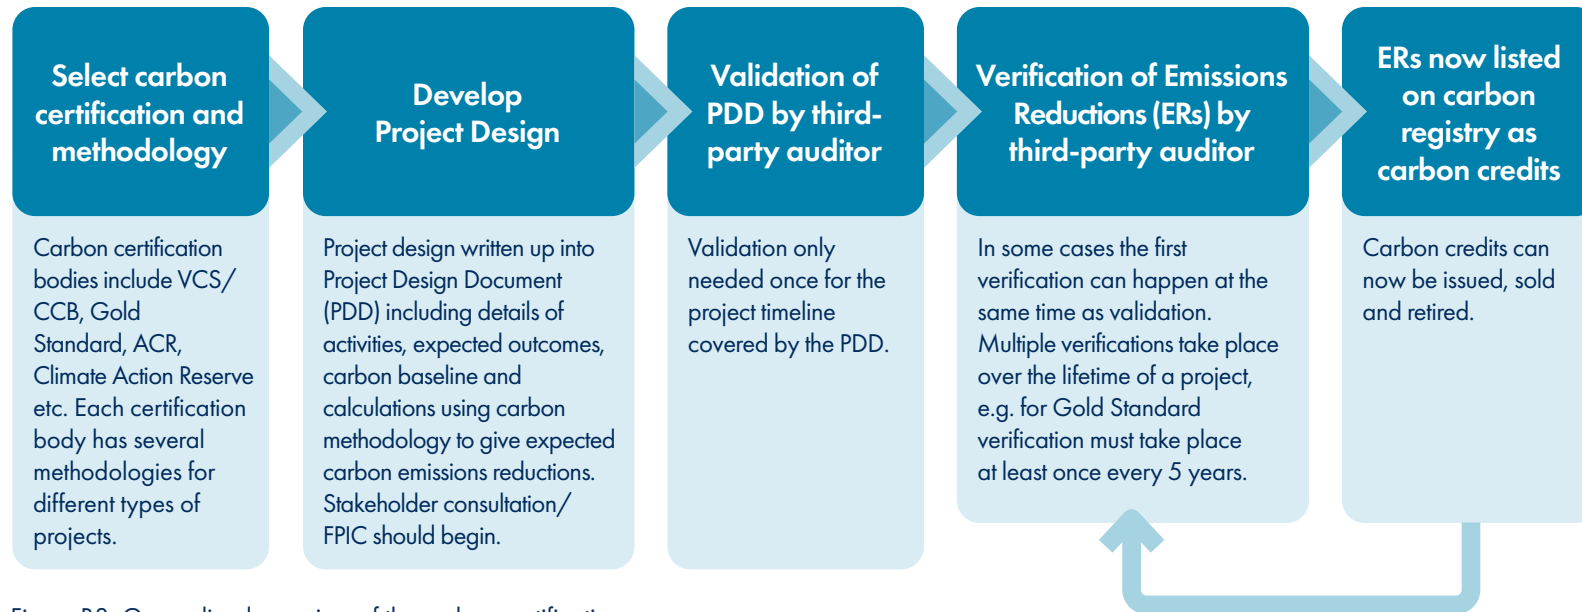 Select carbon
certification and
methodology
Carbon certification
bodies include VCS/
CCB, Gold
Standard, ACR,
Climate Action Reserve
etc. Each certification
body has several
methodologies for
different types of
projects.
Develop
Project Design
Project design written up into
Project Design Document
(PDD) including details of
activities, expected outcomes,
carbon baseline and
calculations using carbon
methodology to give expected
carbon emissions reductions.
Stakeholder consultation/
FPIC should begin.
Validation of
PDD by third-
party auditor
Validation only
needed once for the
project timeline
covered by the PDD.
Verification of Emissions
Reductions (ERs) by
third-party auditor
In some cases the first
verification can happen at the
same time as validation.
Multiple verifications take place
over the lifetime of a project,
e.g. for Gold Standard
verification must take place
at least once every 5 years.
ERs now listed
on carbon
registry as
carbon credits
Carbon credits can
now be issued, sold
and retired.